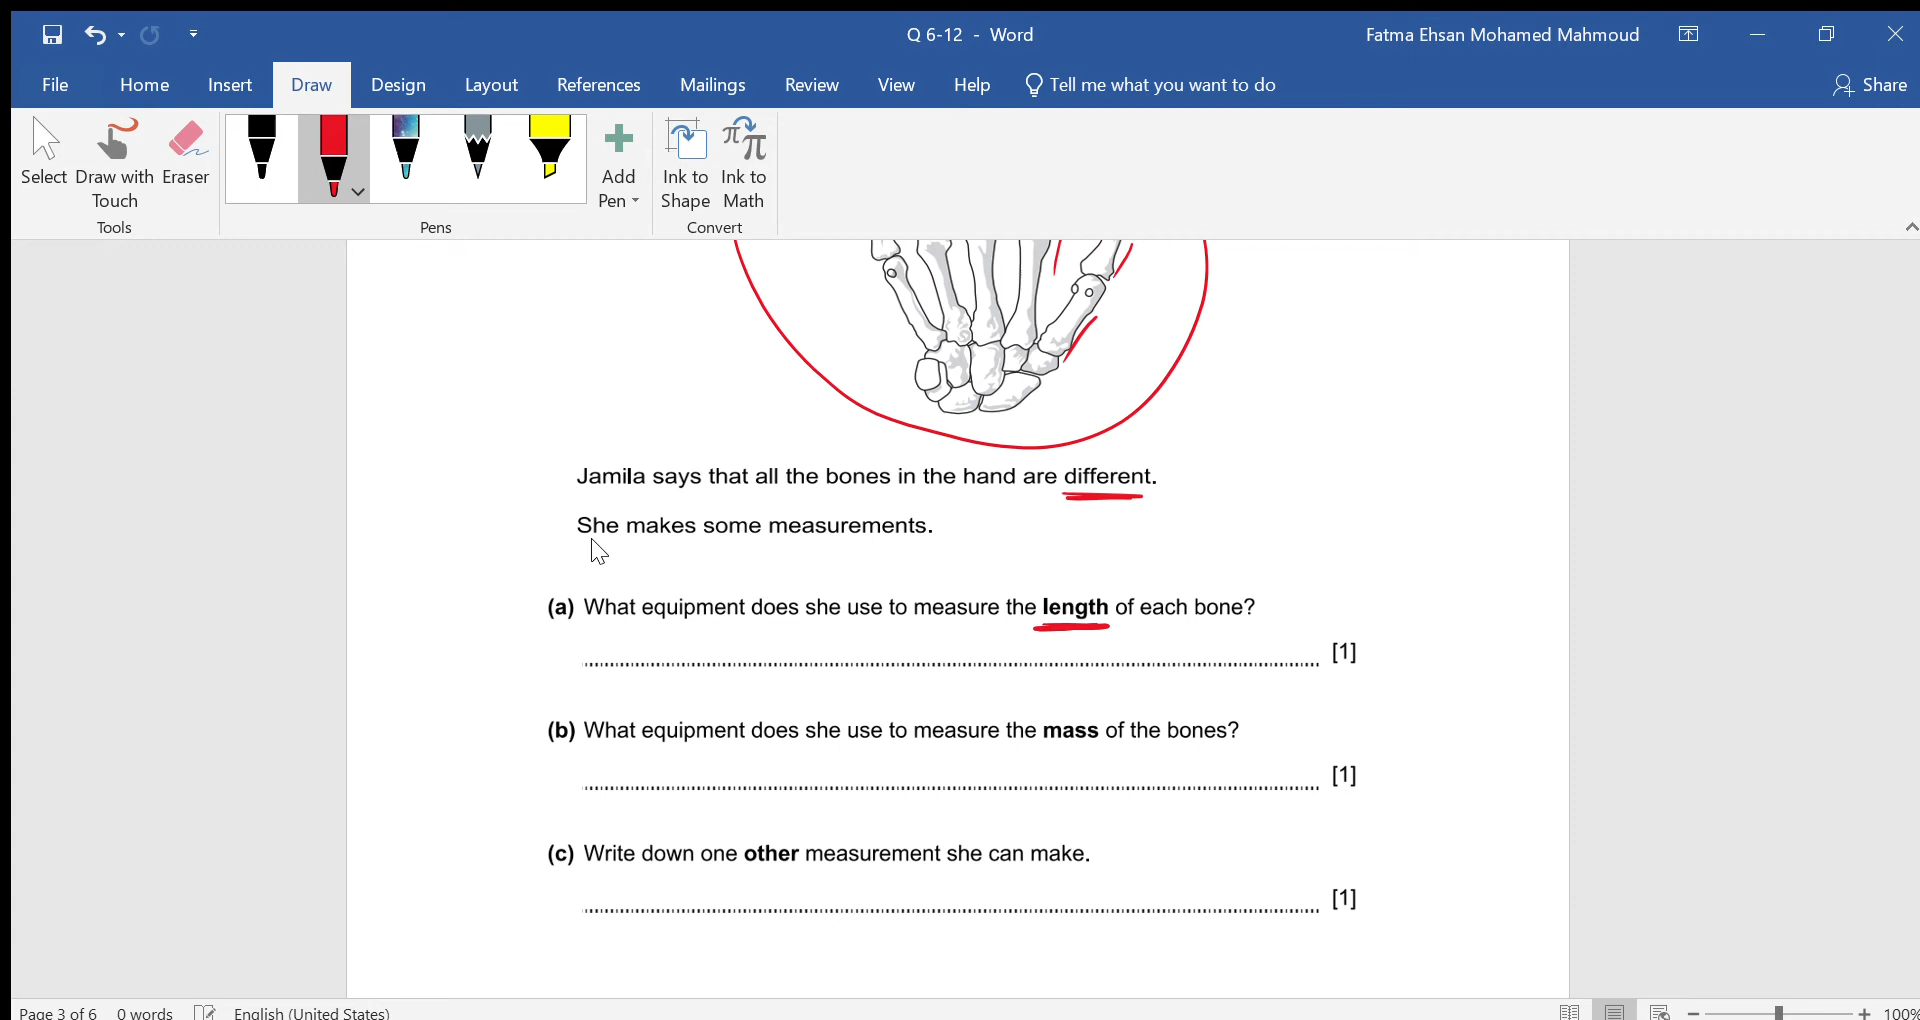 Q 6-12 - Word
Fatma Ehsan Mohamed Mahmoud
File Home Insert Draw Design Layout References Mailings Review View Help Tell me what you want to do Share
Select Draw with Touch Eraser Add Pen Ink to Shape Ink to Math
Tools Pens Convert
Jamila says that all the bones in the hand are different.
She makes some measurements.
(a) What equipment does she use to measure the length of each bone?
[1]
(b) What equipment does she use to measure the mass of the bones?
[1]
(c) Write down one other measurement she can make.
[1]
Page 3 of 6 0 words English (United States) 100%